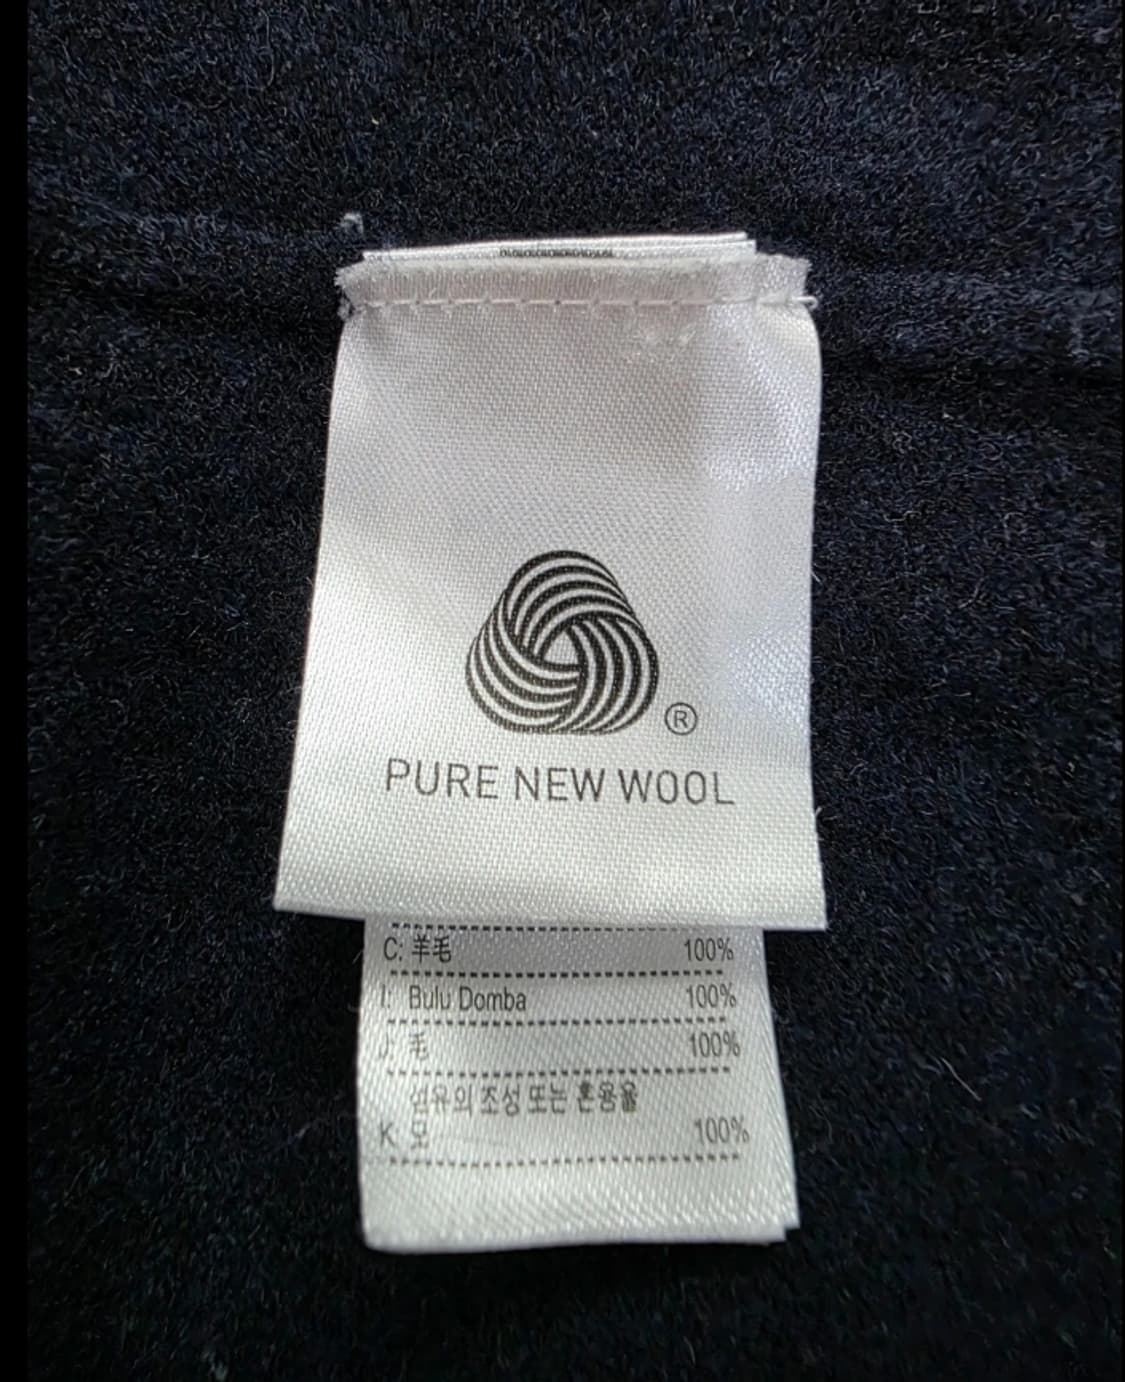 ®
PURE NEW WOOL
C: 羊毛 100%
I: Bulu Domba 100%
J: 毛 100%
섬유의 조성 또는 혼용율
K 모 100%